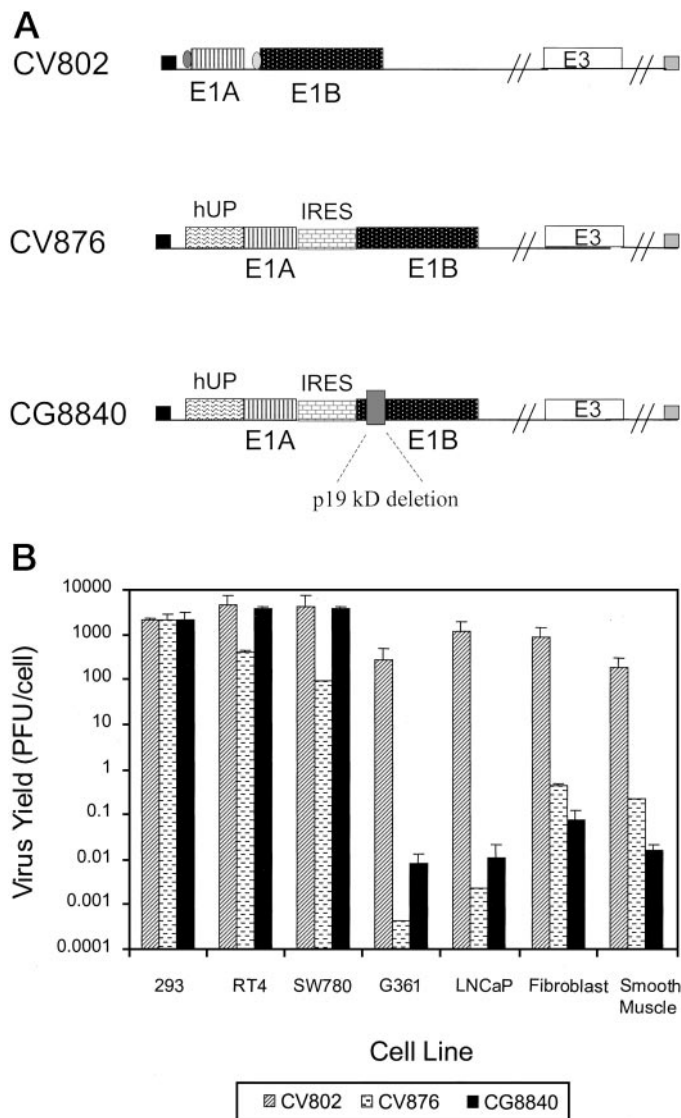 A
CV802
E1A
E1B
E3
CV876
hUP
IRES
E1A
E1B
E3
CG8840
hUP
IRES
E1A
E1B
E3
p19 kD deletion
B
Virus Yield (PFU/cell)
10000
1000
100
10
1
0.1
0.01
0.001
0.0001
293
RT4
SW780
G361
LNCaP
Fibroblast
Smooth
Muscle
Cell Line
CV802
CV876
CG8840